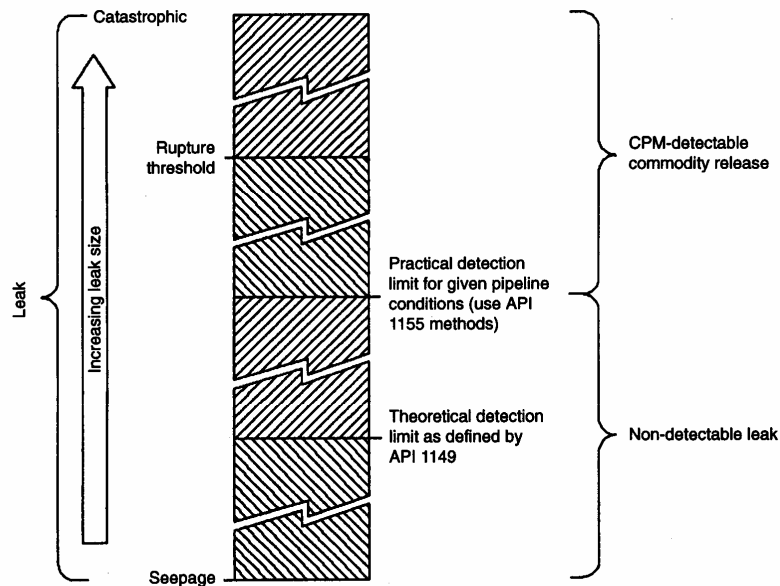 Catastrophic
Rupture
threshold
CPM-detectable
commodity release
Leak
Increasing leak size
Practical detection
limit for given pipeline
conditions (use API
1155 methods)
Theoretical detection
limit as defined by
API 1149
Non-detectable leak
Seepage